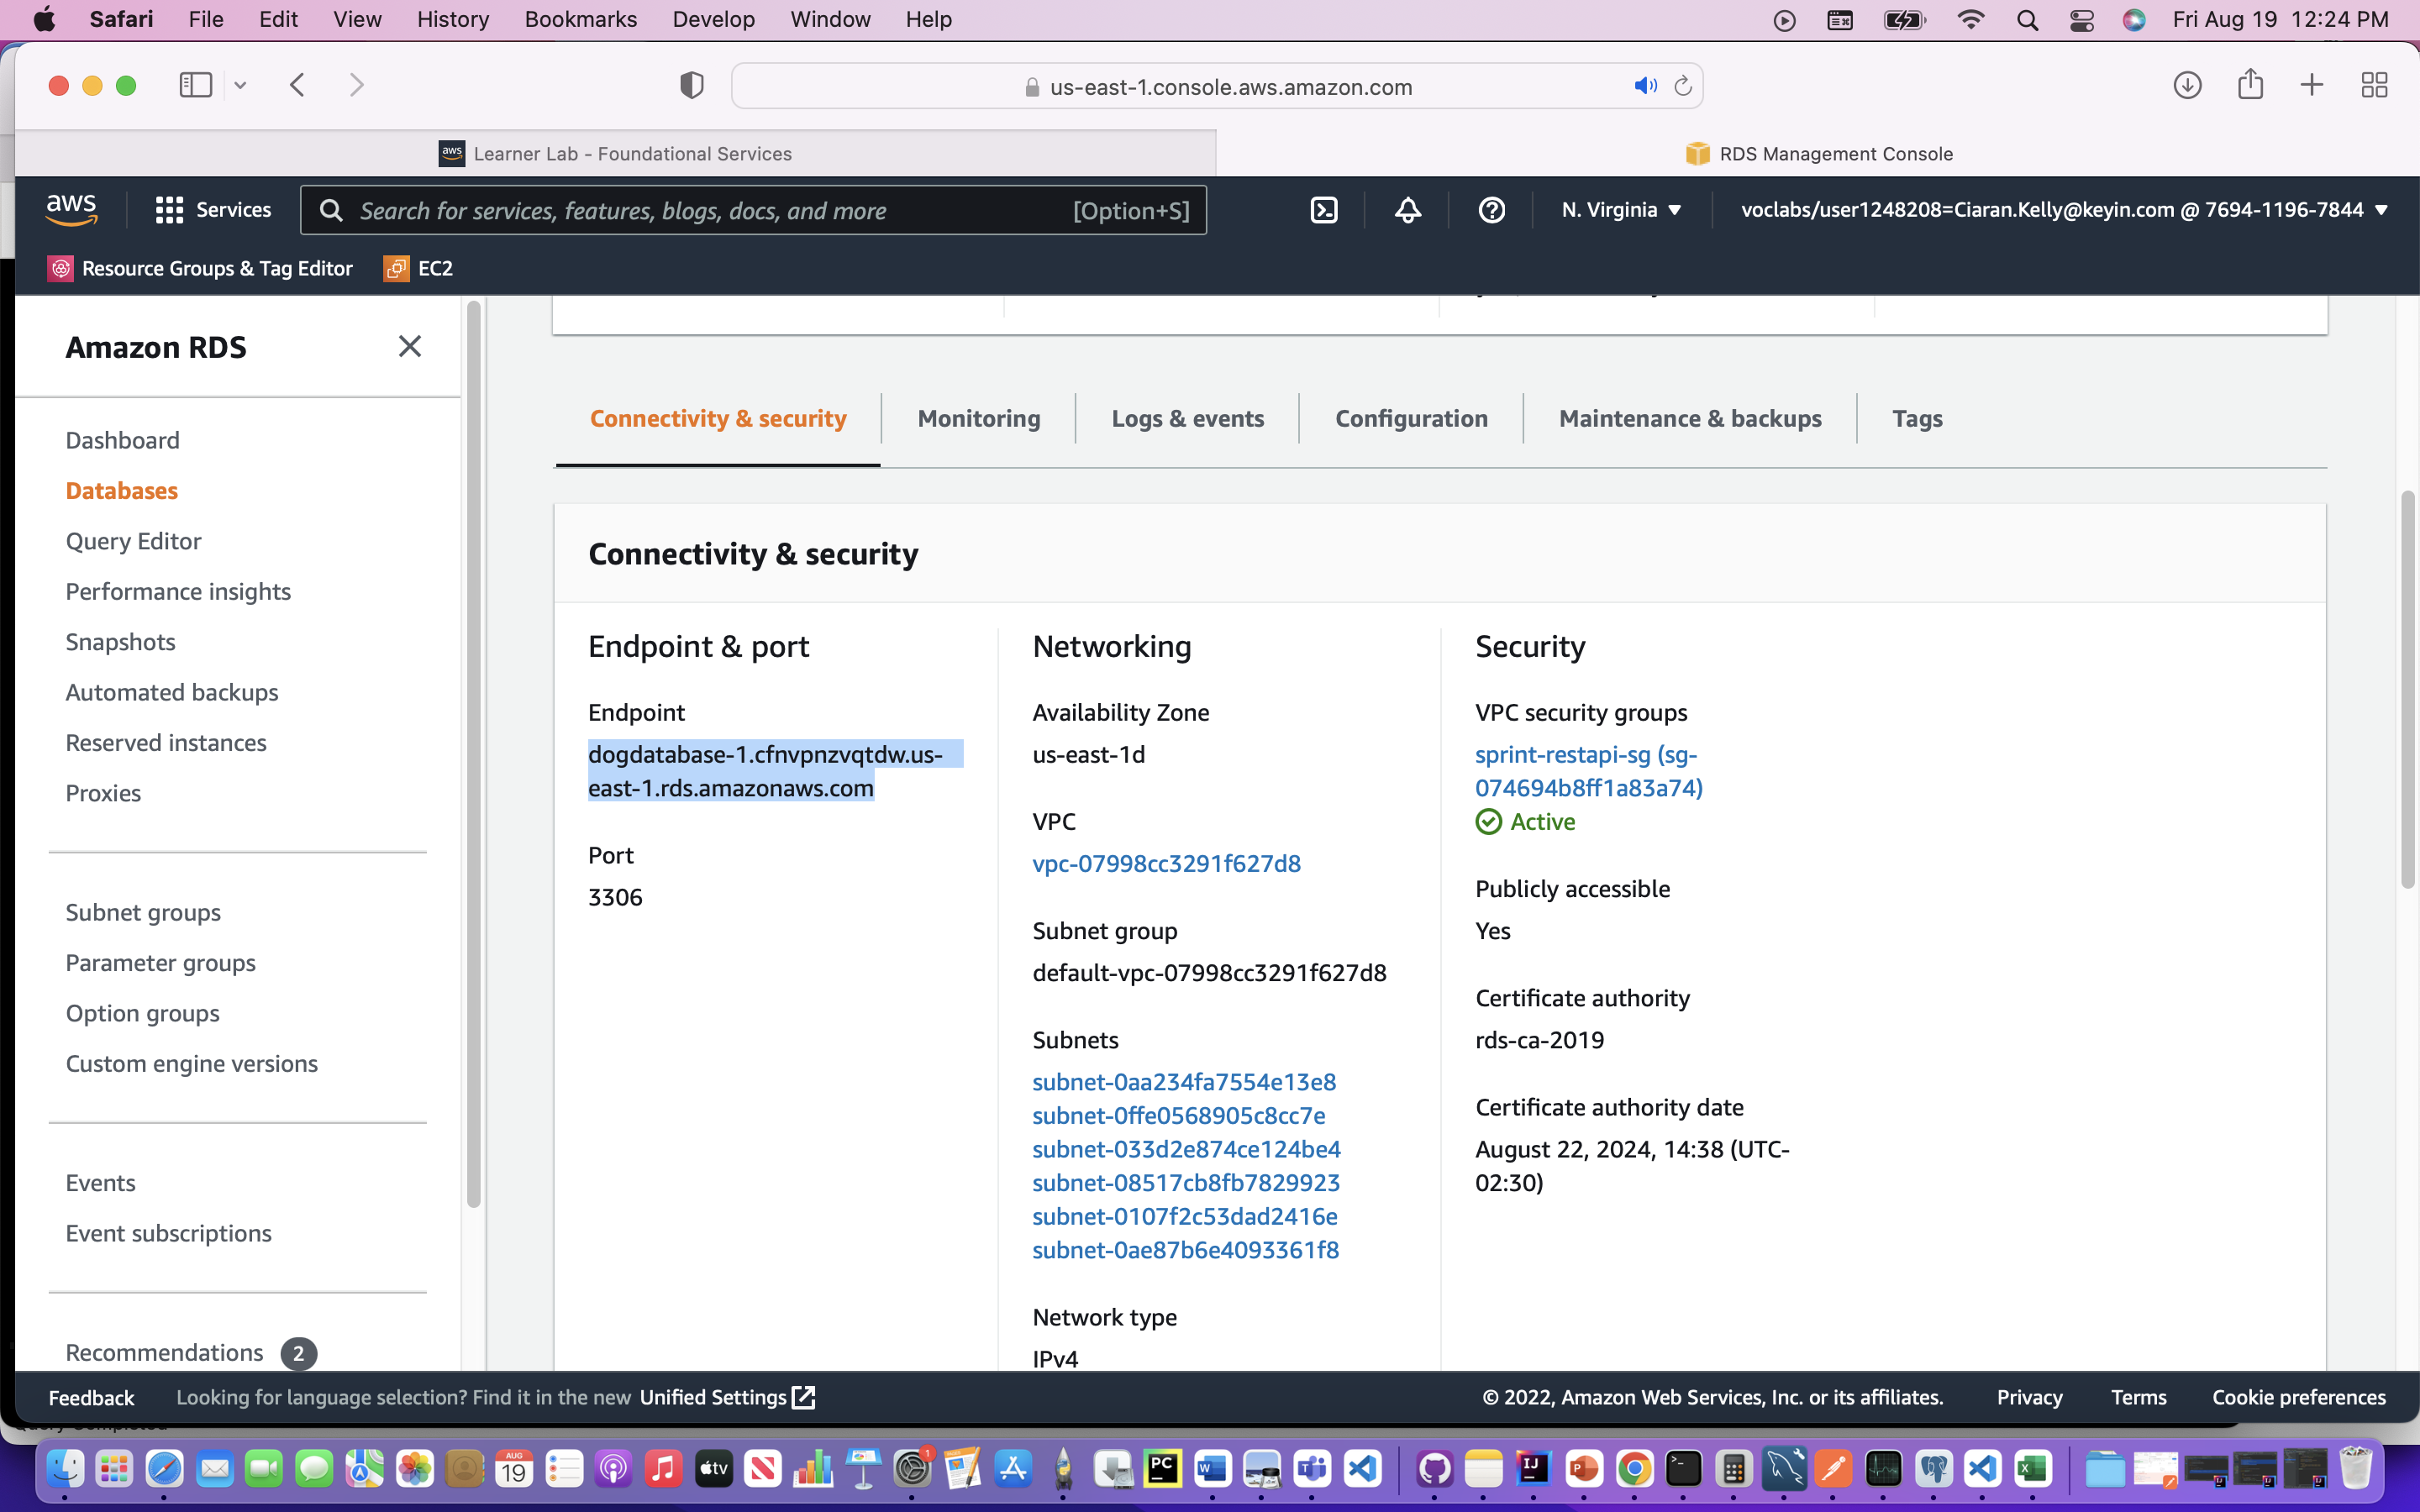 Safari File Edit View History Bookmarks Develop Window Help Fri Aug 19 12:24 PM
us-east-1.console.aws.amazon.com
aws Learner Lab - Foundational Services RDS Management Console
aws Services Search for services, features, blogs, docs, and more [Option+S] N. Virginia ▼ voclabs/user1248208=Ciaran.Kelly@keyin.com @ 7694-1196-7844 ▼
Resource Groups & Tag Editor EC2
Amazon RDS
Dashboard
Databases
Query Editor
Performance insights
Snapshots
Automated backups
Reserved instances
Proxies
Subnet groups
Parameter groups
Option groups
Custom engine versions
Events
Event subscriptions
Recommendations 2
Connectivity & security Monitoring Logs & events Configuration Maintenance & backups Tags
Connectivity & security
Endpoint & port
Endpoint
dogdatabase-1.cfnvpnzvqtdw.us-
east-1.rds.amazonaws.com
Port
3306
Networking
Availability Zone
us-east-1d
VPC
vpc-07998cc3291f627d8
Subnet group
default-vpc-07998cc3291f627d8
Subnets
subnet-0aa234fa7554e13e8
subnet-0ffe0568905c8cc7e
subnet-033d2e874ce124be4
subnet-08517cb8fb7829923
subnet-0107f2c53dad2416e
subnet-0ae87b6e4093361f8
Network type
IPv4
Security
VPC security groups
sprint-restapi-sg (sg-
074694b8ff1a83a74)
Active
Publicly accessible
Yes
Certificate authority
rds-ca-2019
Certificate authority date
August 22, 2024, 14:38 (UTC-
02:30)
Feedback Looking for language selection? Find it in the new Unified Settings © 2022, Amazon Web Services, Inc. or its affiliates. Privacy Terms Cookie preferences
AUG
19
tv
1
PC
W
IJ
P
X